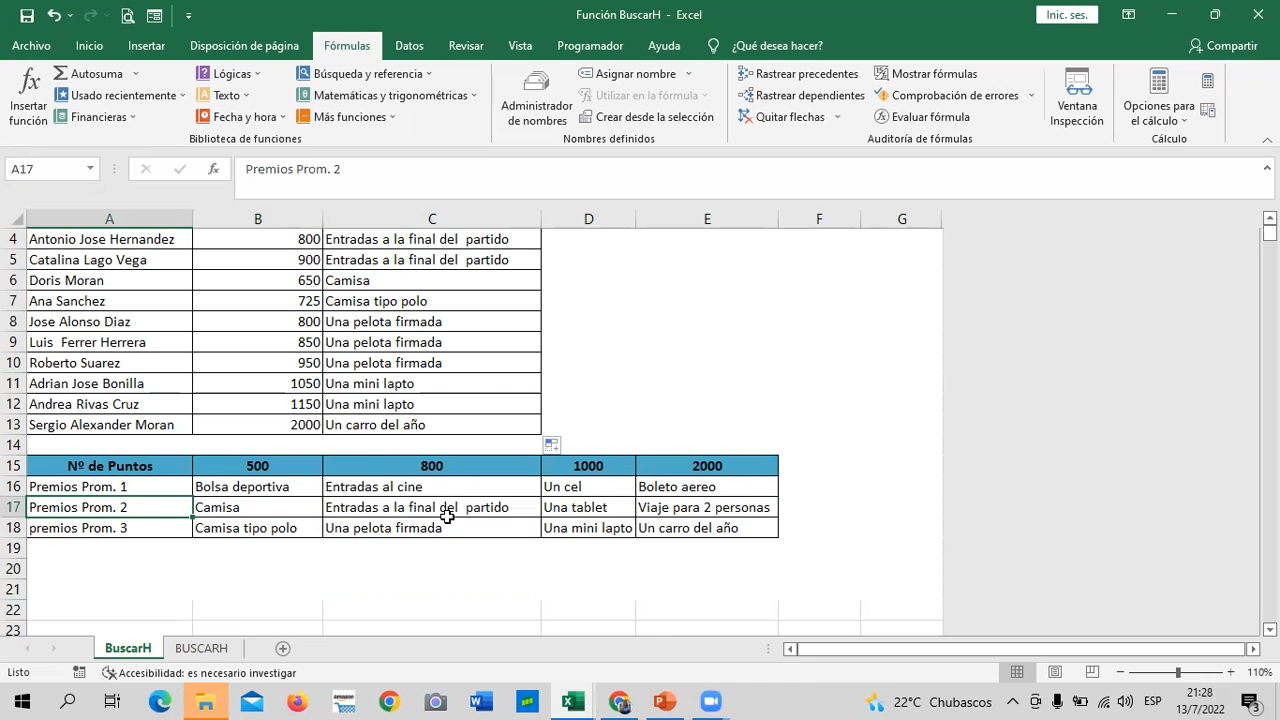 Función BuscarH - Excel
Inic. ses.
Archivo Inicio Insertar Disposición de página Fórmulas Datos Revisar Vista Programador Ayuda ¿Qué desea hacer? Compartir
Insertar función
Autosuma
Usado recientemente
Financieras
Lógicas
Texto
Fecha y hora
Búsqueda y referencia
Matemáticas y trigonométricas
Más funciones
Biblioteca de funciones
Administrador de nombres
Asignar nombre
Utilizar en la fórmula
Crear desde la selección
Nombres definidos
Rastrear precedentes
Rastrear dependientes
Quitar flechas
Mostrar fórmulas
Comprobación de errores
Evaluar fórmula
Auditoría de fórmulas
Ventana Inspección
Opciones para el cálculo
Cálculo
A17 fx Premios Prom. 2
A B C D E F G
4 Antonio Jose Hernandez 800 Entradas a la final del partido
5 Catalina Lago Vega 900 Entradas a la final del partido
6 Doris Moran 650 Camisa
7 Ana Sanchez 725 Camisa tipo polo
8 Jose Alonso Diaz 800 Una pelota firmada
9 Luis Ferrer Herrera 850 Una pelota firmada
10 Roberto Suarez 950 Una pelota firmada
11 Adrian Jose Bonilla 1050 Una mini lapto
12 Andrea Rivas Cruz 1150 Una mini lapto
13 Sergio Alexander Moran 2000 Un carro del año
14
15 Nº de Puntos 500 800 1000 2000
16 Premios Prom. 1 Bolsa deportiva Entradas al cine Un cel Boleto aereo
17 Premios Prom. 2 Camisa Entradas a la final del partido Una tablet Viaje para 2 personas
18 premios Prom. 3 Camisa tipo polo Una pelota firmada Una mini lapto Un carro del año
19
20
21
22
23
BuscarH BUSCARH
Listo Accesibilidad: es necesario investigar 110%
22°C Chubascos ESP 21:28
13/7/2022